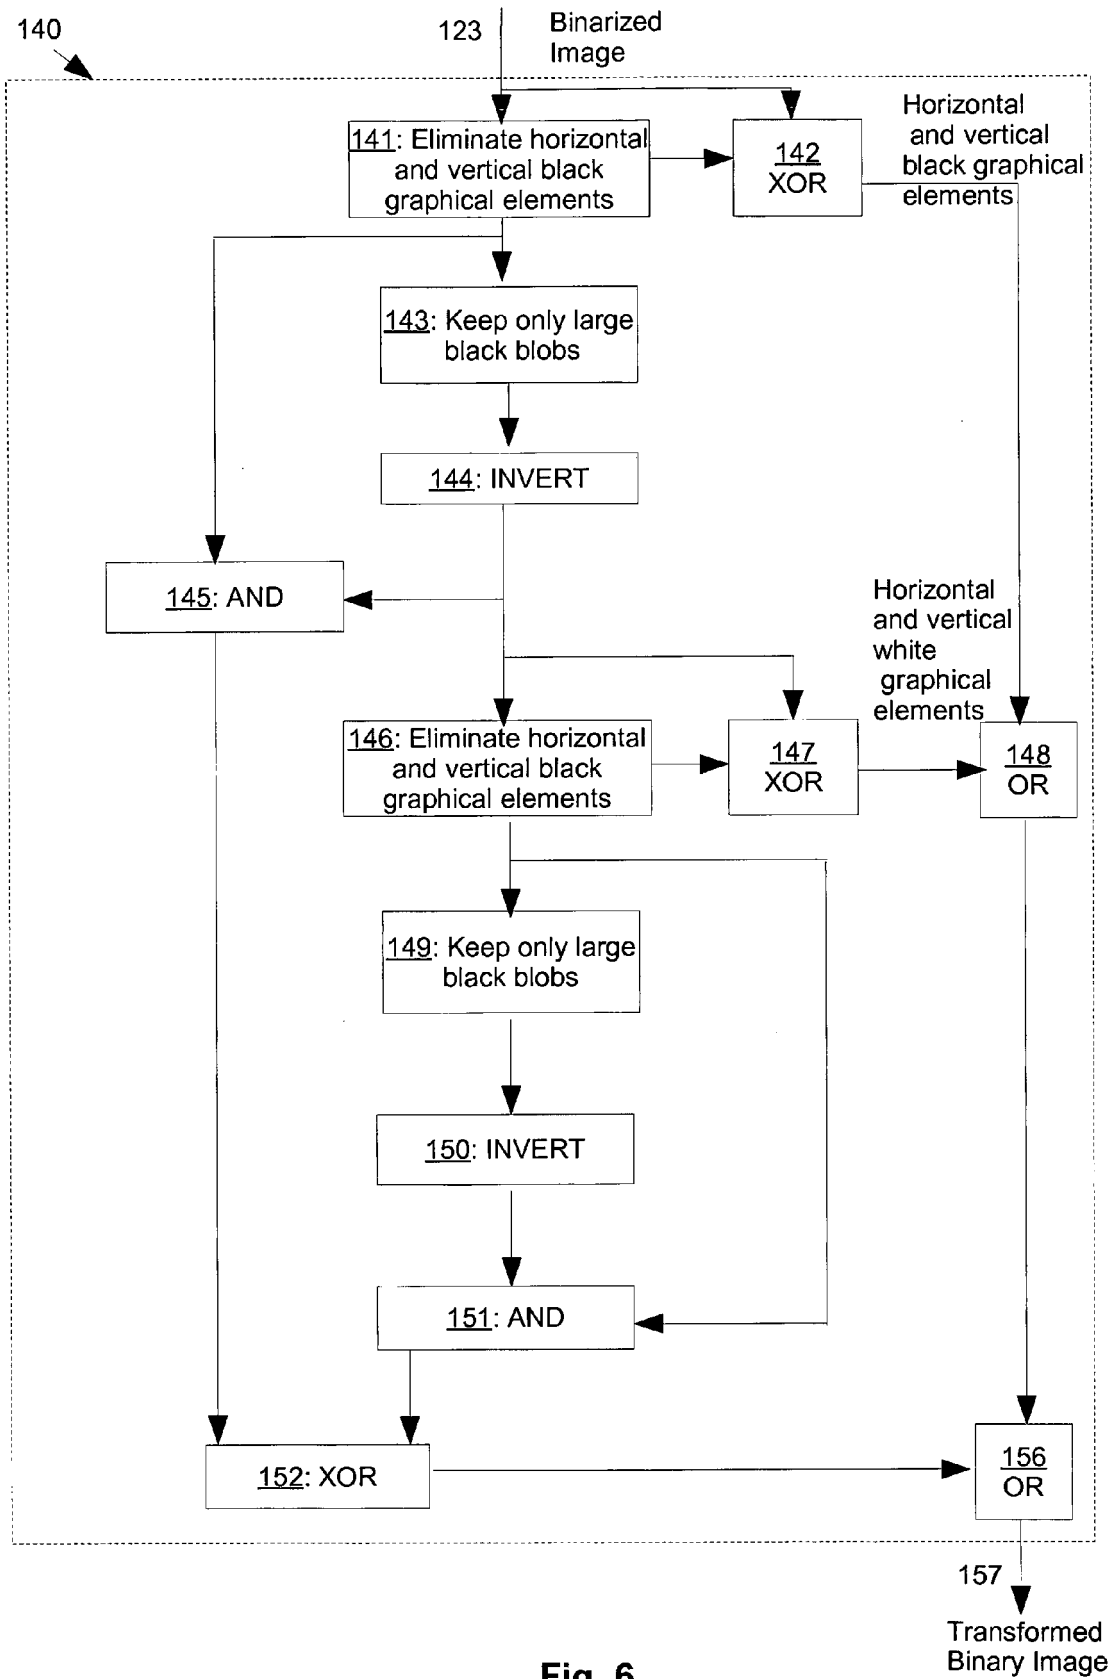 140
123
Binarized
Image
141: Eliminate horizontal
and vertical black
graphical elements
142
XOR
Horizontal
and vertical
black graphical
elements
143: Keep only large
black blobs
144: INVERT
145: AND
Horizontal
and vertical
white
graphical
elements
146: Eliminate horizontal
and vertical black
graphical elements
147
XOR
148
OR
149: Keep only large
black blobs
150: INVERT
151: AND
152: XOR
156
OR
157
Transformed
Binary Image
Fig. 6